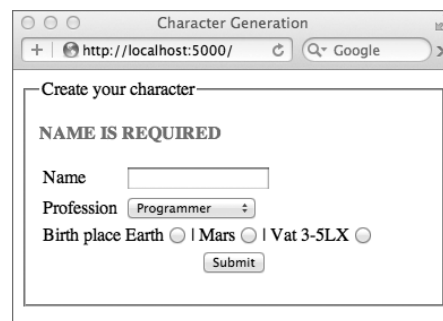 Character Generation
+ http://localhost:5000/ Google
Create your character
NAME IS REQUIRED
Name
Profession Programmer
Birth place Earth | Mars | Vat 3-5LX
Submit